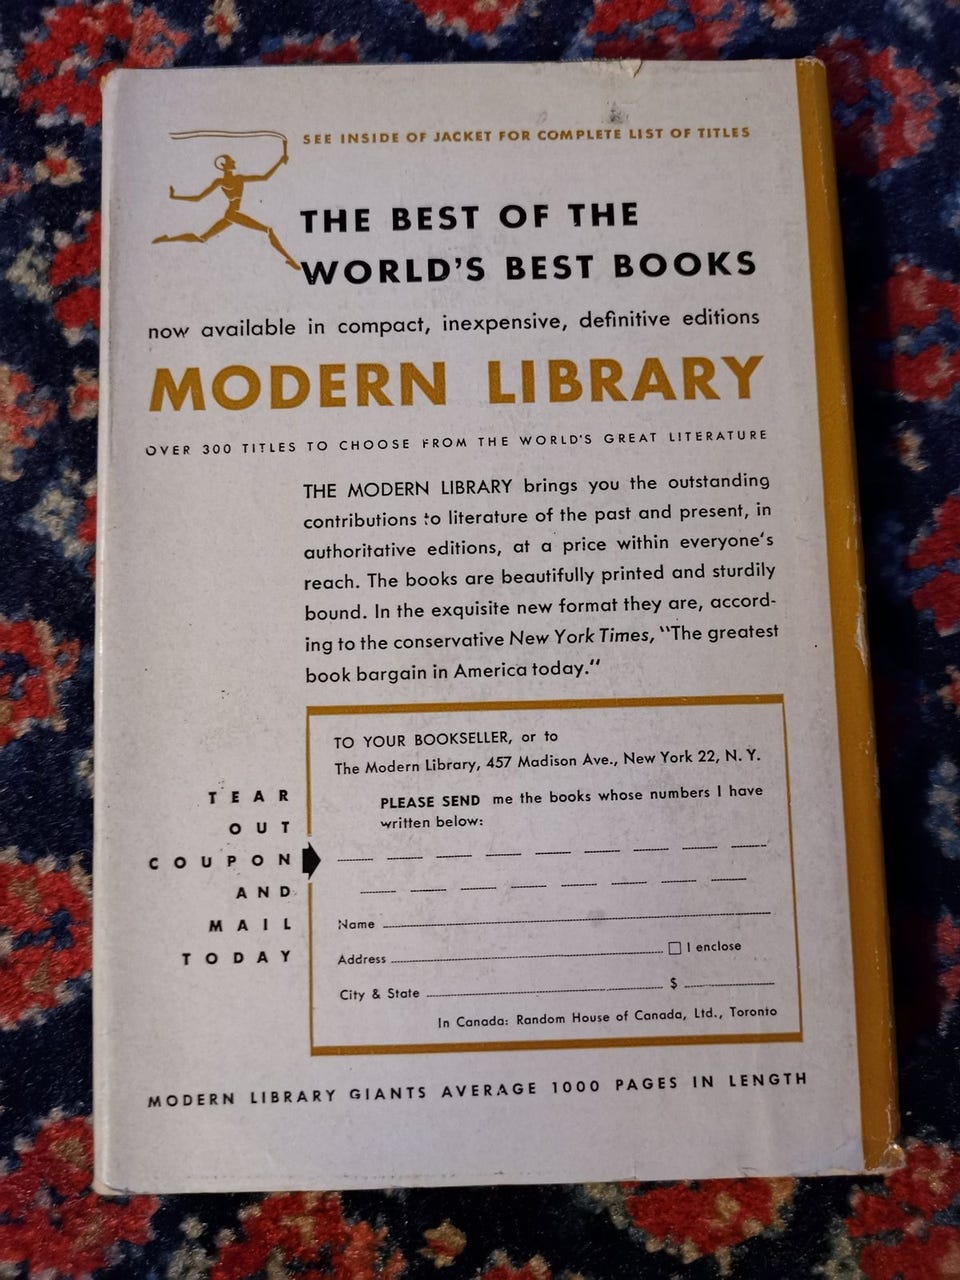 SEE INSIDE OF JACKET FOR COMPLETE LIST OF TITLES
THE BEST OF THE
WORLD'S BEST BOOKS
now available in compact, inexpensive, definitive editions
MODERN LIBRARY
OVER 300 TITLES TO CHOOSE FROM THE WORLD'S GREAT LITERATURE
THE MODERN LIBRARY brings you the outstanding
contributions to literature of the past and present, in
authoritative editions, at a price within everyone's
reach. The books are beautifully printed and sturdily
bound. In the exquisite new format they are, accord-
ing to the conservative New York Times, "The greatest
book bargain in America today."
TEAR
OUT
COUPON
AND
MAIL
TODAY
TO YOUR BOOKSELLER, or to
The Modern Library, 457 Madison Ave., New York 22, N. Y.
PLEASE SEND me the books whose numbers I have
written below:
Name
Address I enclose
City & State $
In Canada: Random House of Canada, Ltd., Toronto
MODERN LIBRARY GIANTS AVERAGE 1000 PAGES IN LENGTH